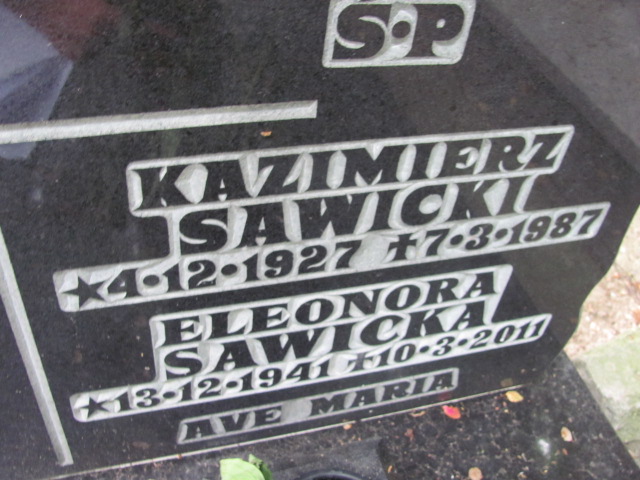 Ś·P
KAZIMIERZ
SAWICKI
★4·12·1927 ✝7·3·1987
ELEONORA
SAWICKA
★13·12·1941 ✝10·3·2011
AVE MARIA